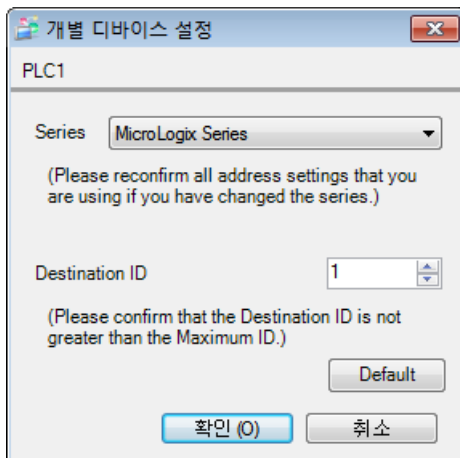 개별 디바이스 설정
PLC1
Series MicroLogix Series
(Please reconfirm all address settings that you
are using if you have changed the series.)
Destination ID 1
(Please confirm that the Destination ID is not
greater than the Maximum ID.)
Default
확인 (O) 취소